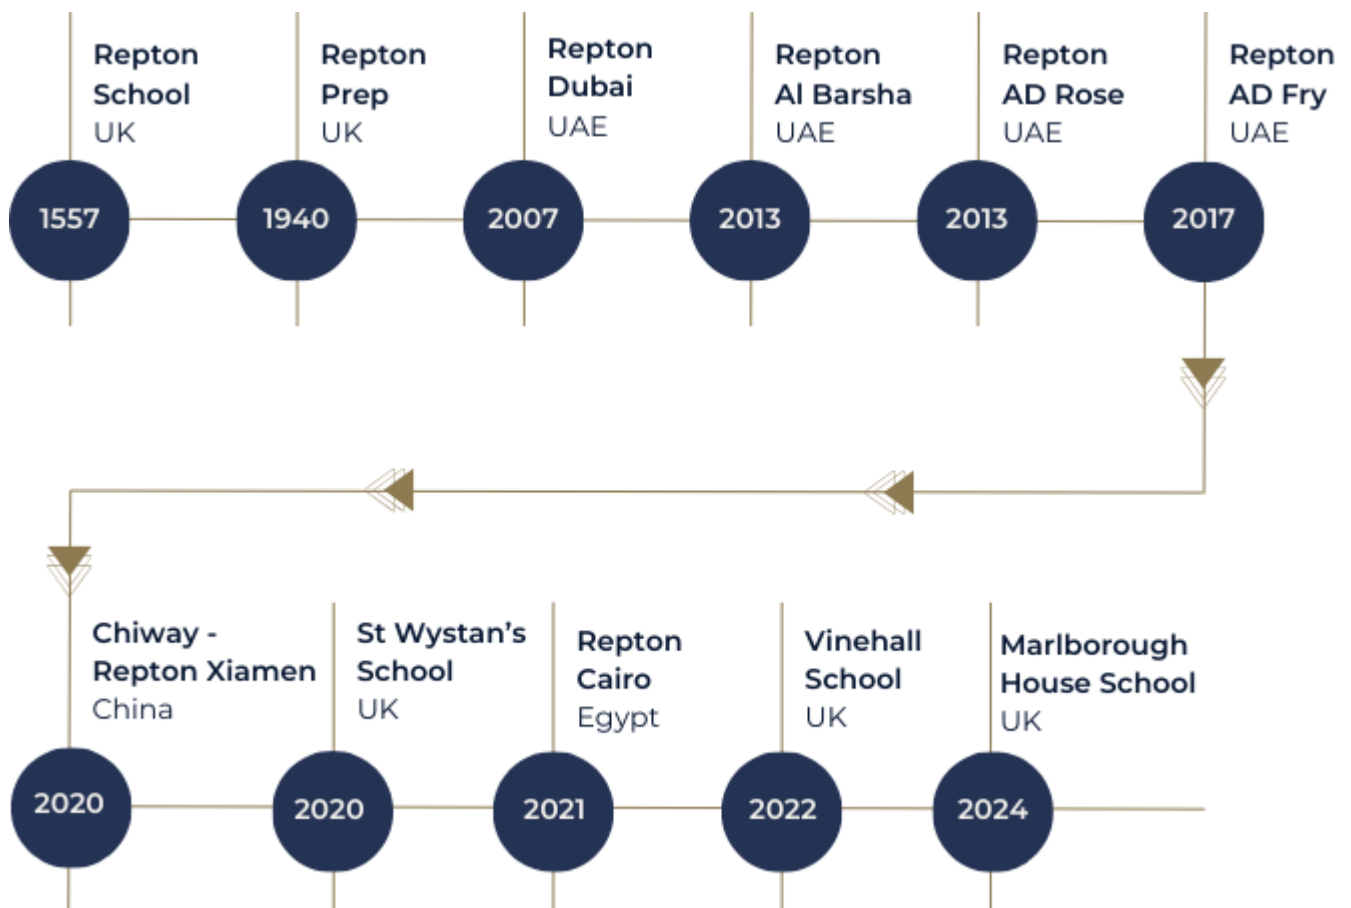 Repton
School
UK
1557
Repton
Prep
UK
1940
Repton
Dubai
UAE
2007
Repton
Al Barsha
UAE
2013
Repton
AD Rose
UAE
2013
Repton
AD Fry
UAE
2017
Chiway -
Repton Xiamen
China
2020
St Wystan’s
School
UK
2020
Repton
Cairo
Egypt
2021
Vinehall
School
UK
2022
Marlborough
House School
UK
2024